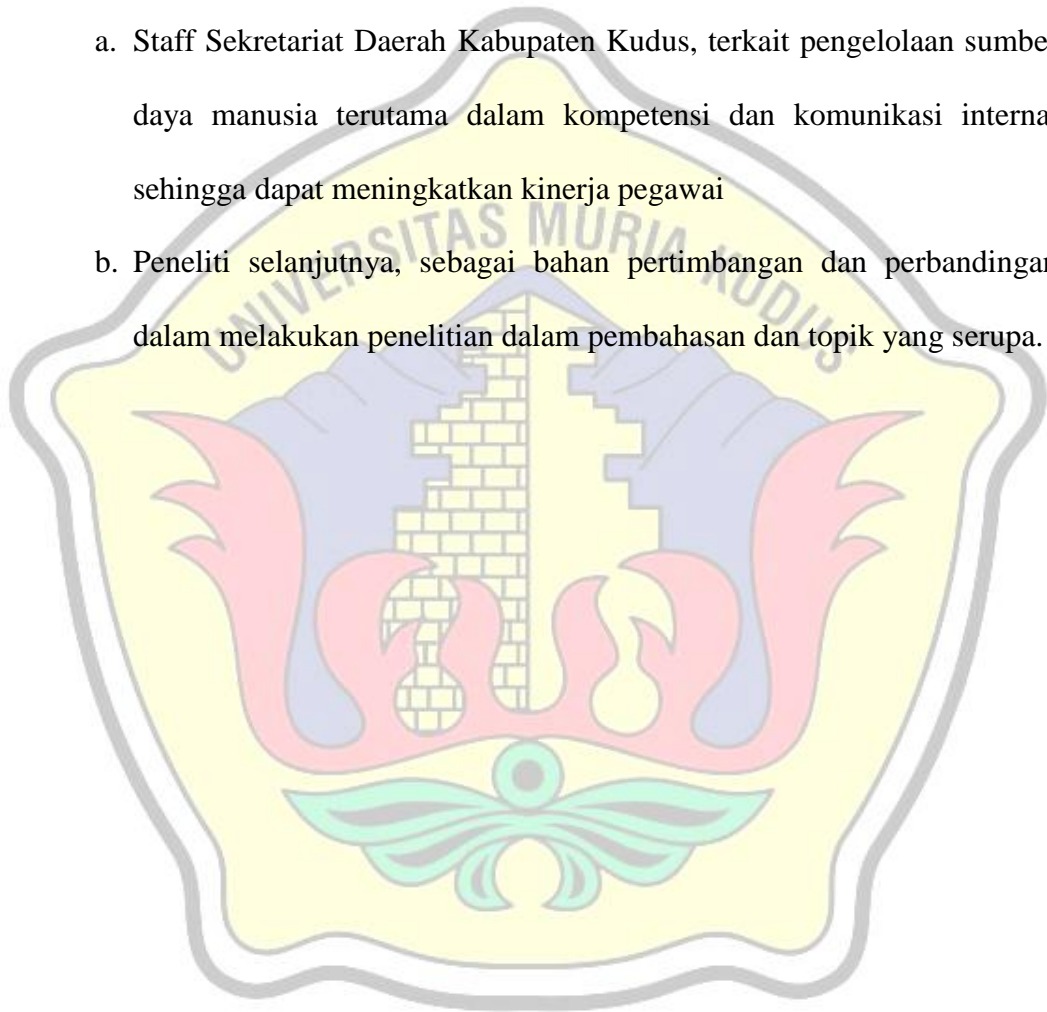 a. Staff Sekretariat Daerah Kabupaten Kudus, terkait pengelolaan sumbe
daya manusia terutama dalam kompetensi dan komunikasi interna
sehingga dapat meningkatkan kinerja pegawai
UNIVERSITAS MURIA KUDUS
b. Peneliti selanjutnya, sebagai bahan pertimbangan dan perbandingan
dalam melakukan penelitian dalam pembahasan dan topik yang serupa.